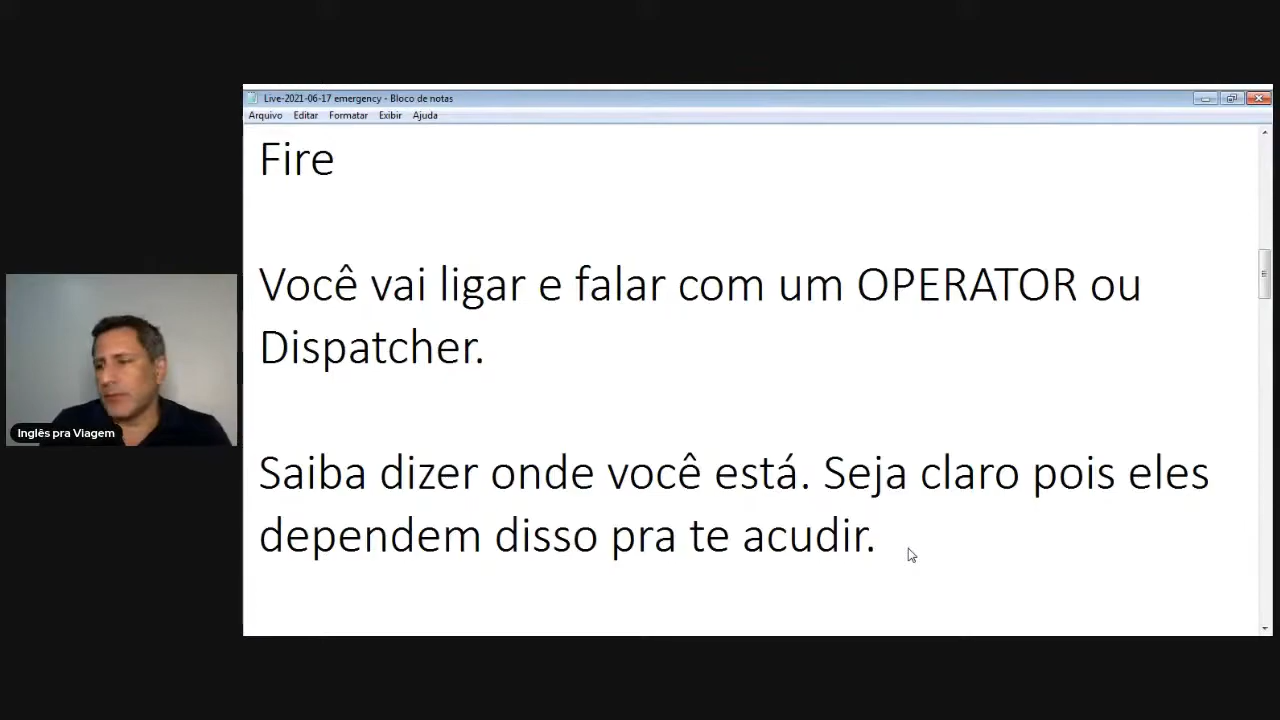 Live-2021-06-17 emergency - Bloco de notas
Arquivo Editar Formatar Exibir Ajuda
Fire
Você vai ligar e falar com um OPERATOR ou
Dispatcher.
Saiba dizer onde você está. Seja claro pois eles
dependem disso pra te acudir.
Inglês pra Viagem